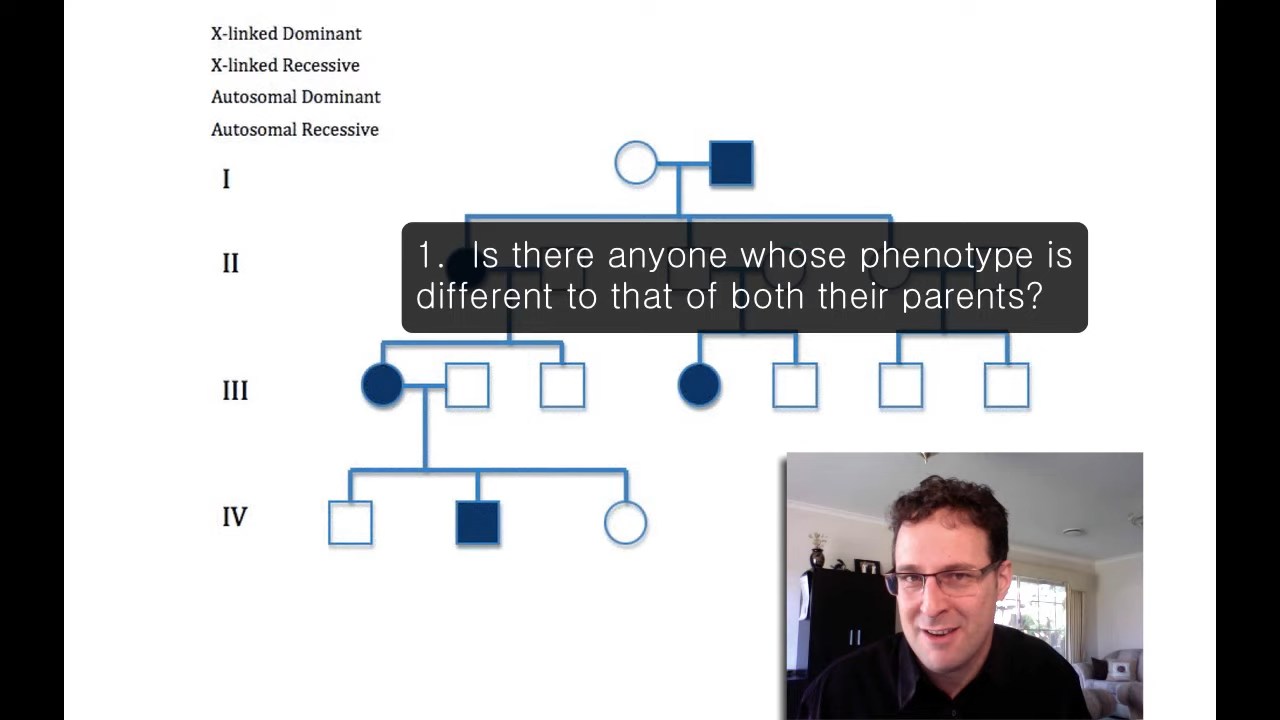 X-linked Dominant
X-linked Recessive
Autosomal Dominant
Autosomal Recessive
I
II
1. Is there anyone whose phenotype is
different to that of both their parents?
III
IV